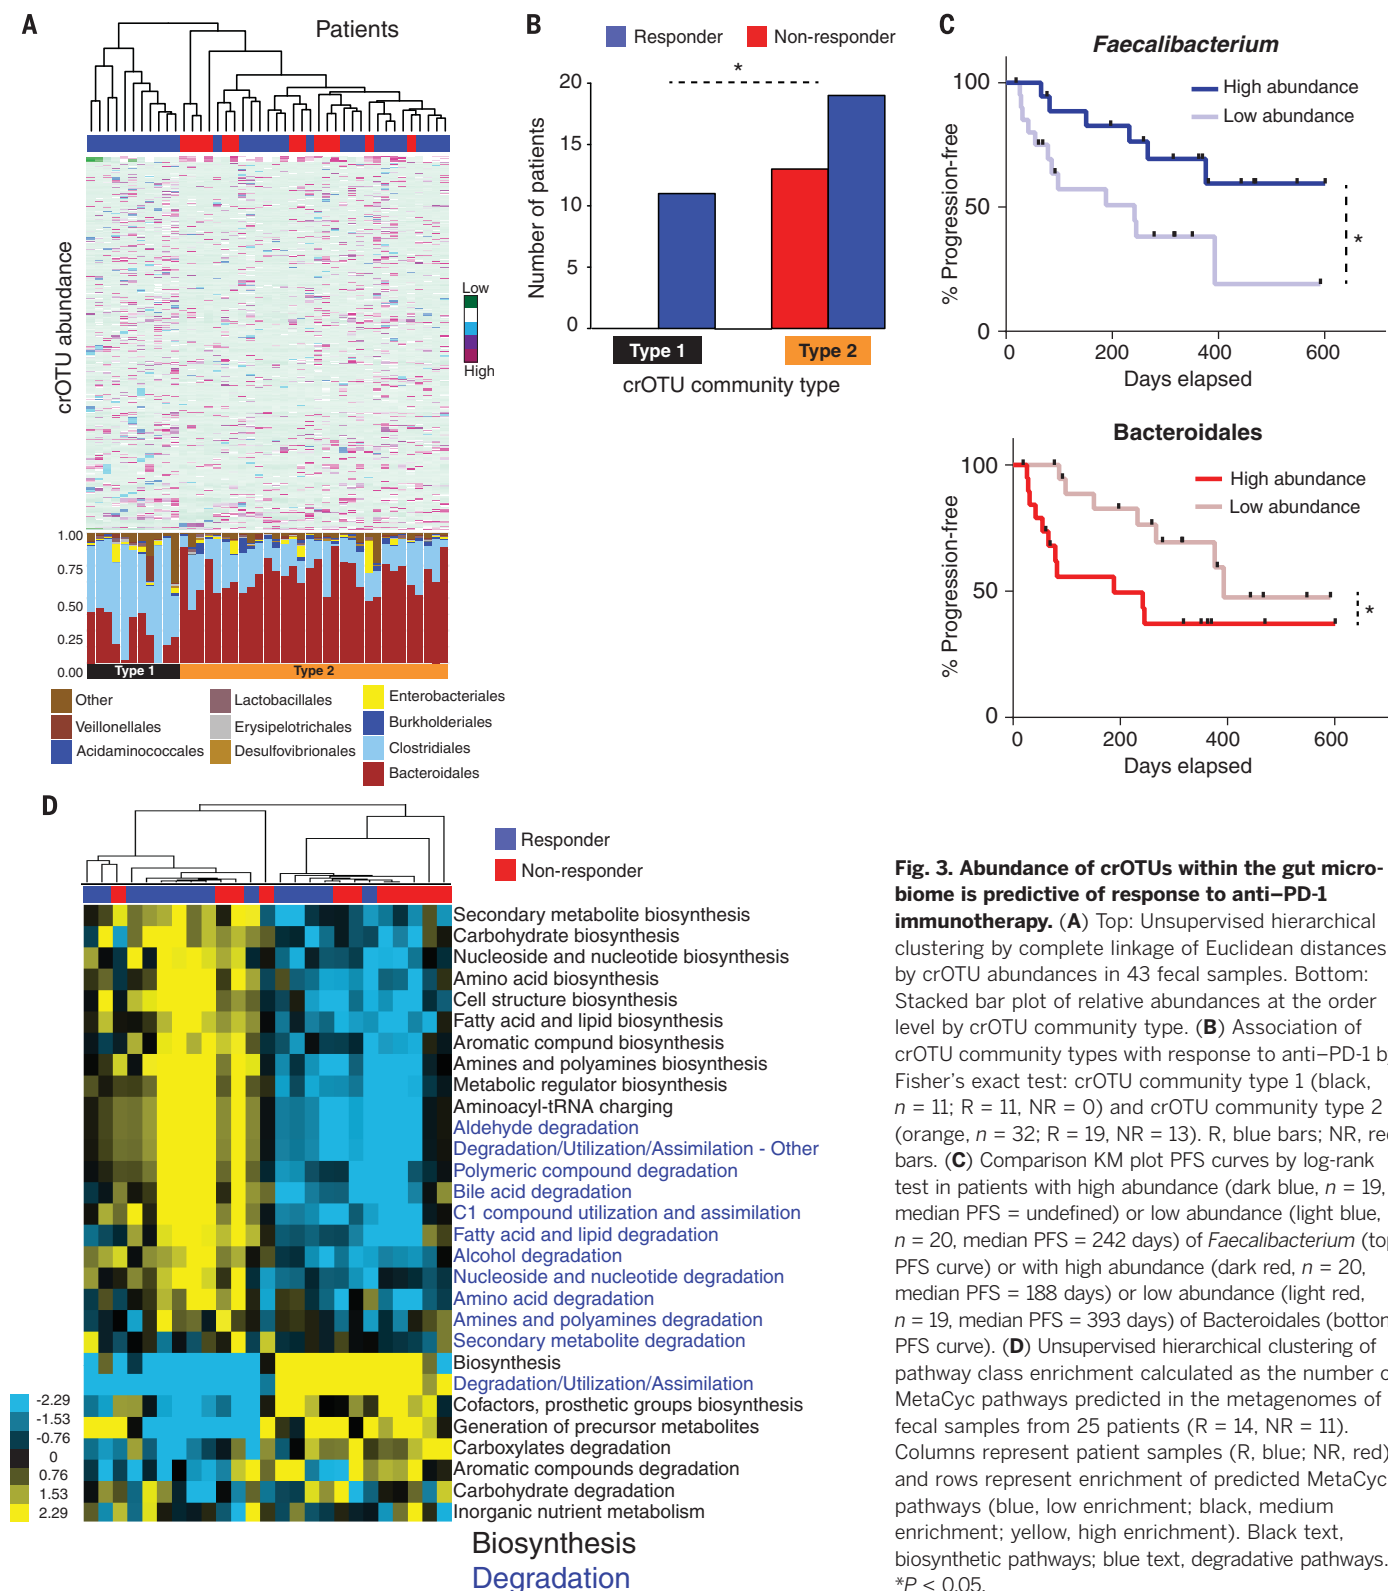 A
Patients
crOTU abundance
Low
High
1.00
0.75
0.50
0.25
0.00
Type 1
Type 2
Other
Veillonellales
Acidaminococcales
Lactobacillales
Erysipelotrichales
Desulfovibrionales
Enterobacteriales
Burkholderiales
Clostridiales
Bacteroidales
B
Responder
Non-responder
*
Number of patients
20
15
10
5
0
Type 1
Type 2
crOTU community type
C
Faecalibacterium
High abundance
Low abundance
% Progression-free
100
50
0
*
0
200
400
600
Days elapsed
Bacteroidales
High abundance
Low abundance
% Progression-free
100
50
0
*
0
200
400
600
Days elapsed
D
Responder
Non-responder
Secondary metabolite biosynthesis
Carbohydrate biosynthesis
Nucleoside and nucleotide biosynthesis
Amino acid biosynthesis
Cell structure biosynthesis
Fatty acid and lipid biosynthesis
Aromatic compund biosynthesis
Amines and polyamines biosynthesis
Metabolic regulator biosynthesis
Aminoacyl-tRNA charging
Aldehyde degradation
Degradation/Utilization/Assimilation - Other
Polymeric compound degradation
Bile acid degradation
C1 compound utilization and assimilation
Fatty acid and lipid degradation
Alcohol degradation
Nucleoside and nucleotide degradation
Amino acid degradation
Amines and polyamines degradation
Secondary metabolite degradation
Biosynthesis
Degradation/Utilization/Assimilation
Cofactors, prosthetic groups biosynthesis
Generation of precursor metabolites
Carboxylates degradation
Aromatic compounds degradation
Carbohydrate degradation
Inorganic nutrient metabolism
-2.29
-1.53
-0.76
0
0.76
1.53
2.29
Biosynthesis
Degradation
Fig. 3. Abundance of crOTUs within the gut micro-
biome is predictive of response to anti–PD-1
immunotherapy. (A) Top: Unsupervised hierarchical
clustering by complete linkage of Euclidean distances
by crOTU abundances in 43 fecal samples. Bottom:
Stacked bar plot of relative abundances at the order
level by crOTU community type. (B) Association of
crOTU community types with response to anti–PD-1 by
Fisher's exact test: crOTU community type 1 (black,
n = 11; R = 11, NR = 0) and crOTU community type 2
(orange, n = 32; R = 19, NR = 13). R, blue bars; NR, red
bars. (C) Comparison KM plot PFS curves by log-rank
test in patients with high abundance (dark blue, n = 19,
median PFS = undefined) or low abundance (light blue,
n = 20, median PFS = 242 days) of Faecalibacterium (top
PFS curve) or with high abundance (dark red, n = 20,
median PFS = 188 days) or low abundance (light red,
n = 19, median PFS = 393 days) of Bacteroidales (bottom
PFS curve). (D) Unsupervised hierarchical clustering of
pathway class enrichment calculated as the number of
MetaCyc pathways predicted in the metagenomes of
fecal samples from 25 patients (R = 14, NR = 11).
Columns represent patient samples (R, blue; NR, red)
and rows represent enrichment of predicted MetaCyc
pathways (blue, low enrichment; black, medium
enrichment; yellow, high enrichment). Black text,
biosynthetic pathways; blue text, degradative pathways.
*P < 0.05.